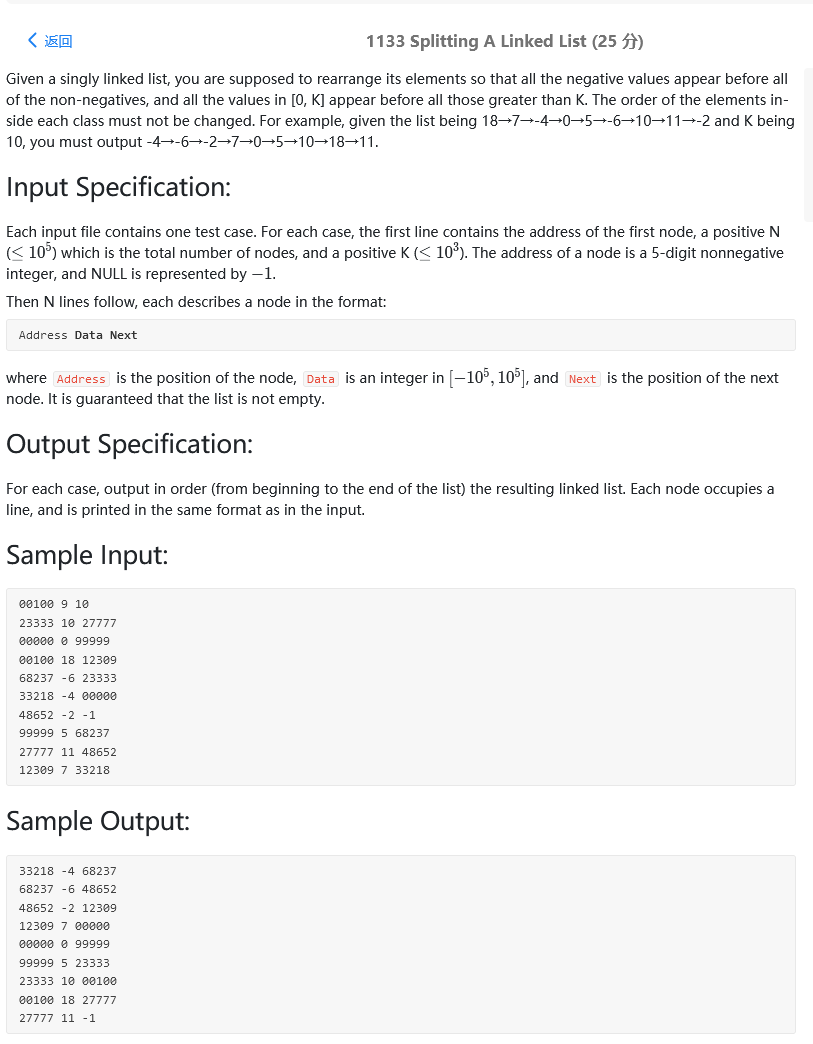 返回
1133 Splitting A Linked List (25 分)
Given a singly linked list, you are supposed to rearrange its elements so that all the negative values appear before all
of the non-negatives, and all the values in [0, K] appear before all those greater than K. The order of the elements in-
side each class must not be changed. For example, given the list being 18→7→-4→0→5→-6→10→11→-2 and K being
10, you must output -4→-6→-2→7→0→5→10→18→11.
Input Specification:
Each input file contains one test case. For each case, the first line contains the address of the first node, a positive N
(≤ 10⁵) which is the total number of nodes, and a positive K (≤ 10³). The address of a node is a 5-digit nonnegative
integer, and NULL is represented by −1.
Then N lines follow, each describes a node in the format:
Address Data Next
where Address is the position of the node, Data is an integer in [−10⁵, 10⁵], and Next is the position of the next
node. It is guaranteed that the list is not empty.
Output Specification:
For each case, output in order (from beginning to the end of the list) the resulting linked list. Each node occupies a
line, and is printed in the same format as in the input.
Sample Input:
00100 9 10
23333 10 27777
00000 0 99999
00100 18 12309
68237 -6 23333
33218 -4 00000
48652 -2 -1
99999 5 68237
27777 11 48652
12309 7 33218
Sample Output:
33218 -4 68237
68237 -6 48652
48652 -2 12309
12309 7 00000
00000 0 99999
99999 5 23333
23333 10 00100
00100 18 27777
27777 11 -1